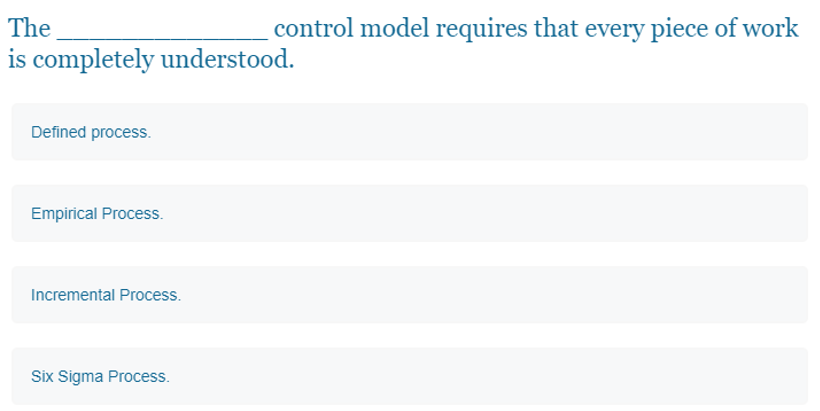 The _____________ control model requires that every piece of work
is completely understood.
Defined process.
Empirical Process.
Incremental Process.
Six Sigma Process.